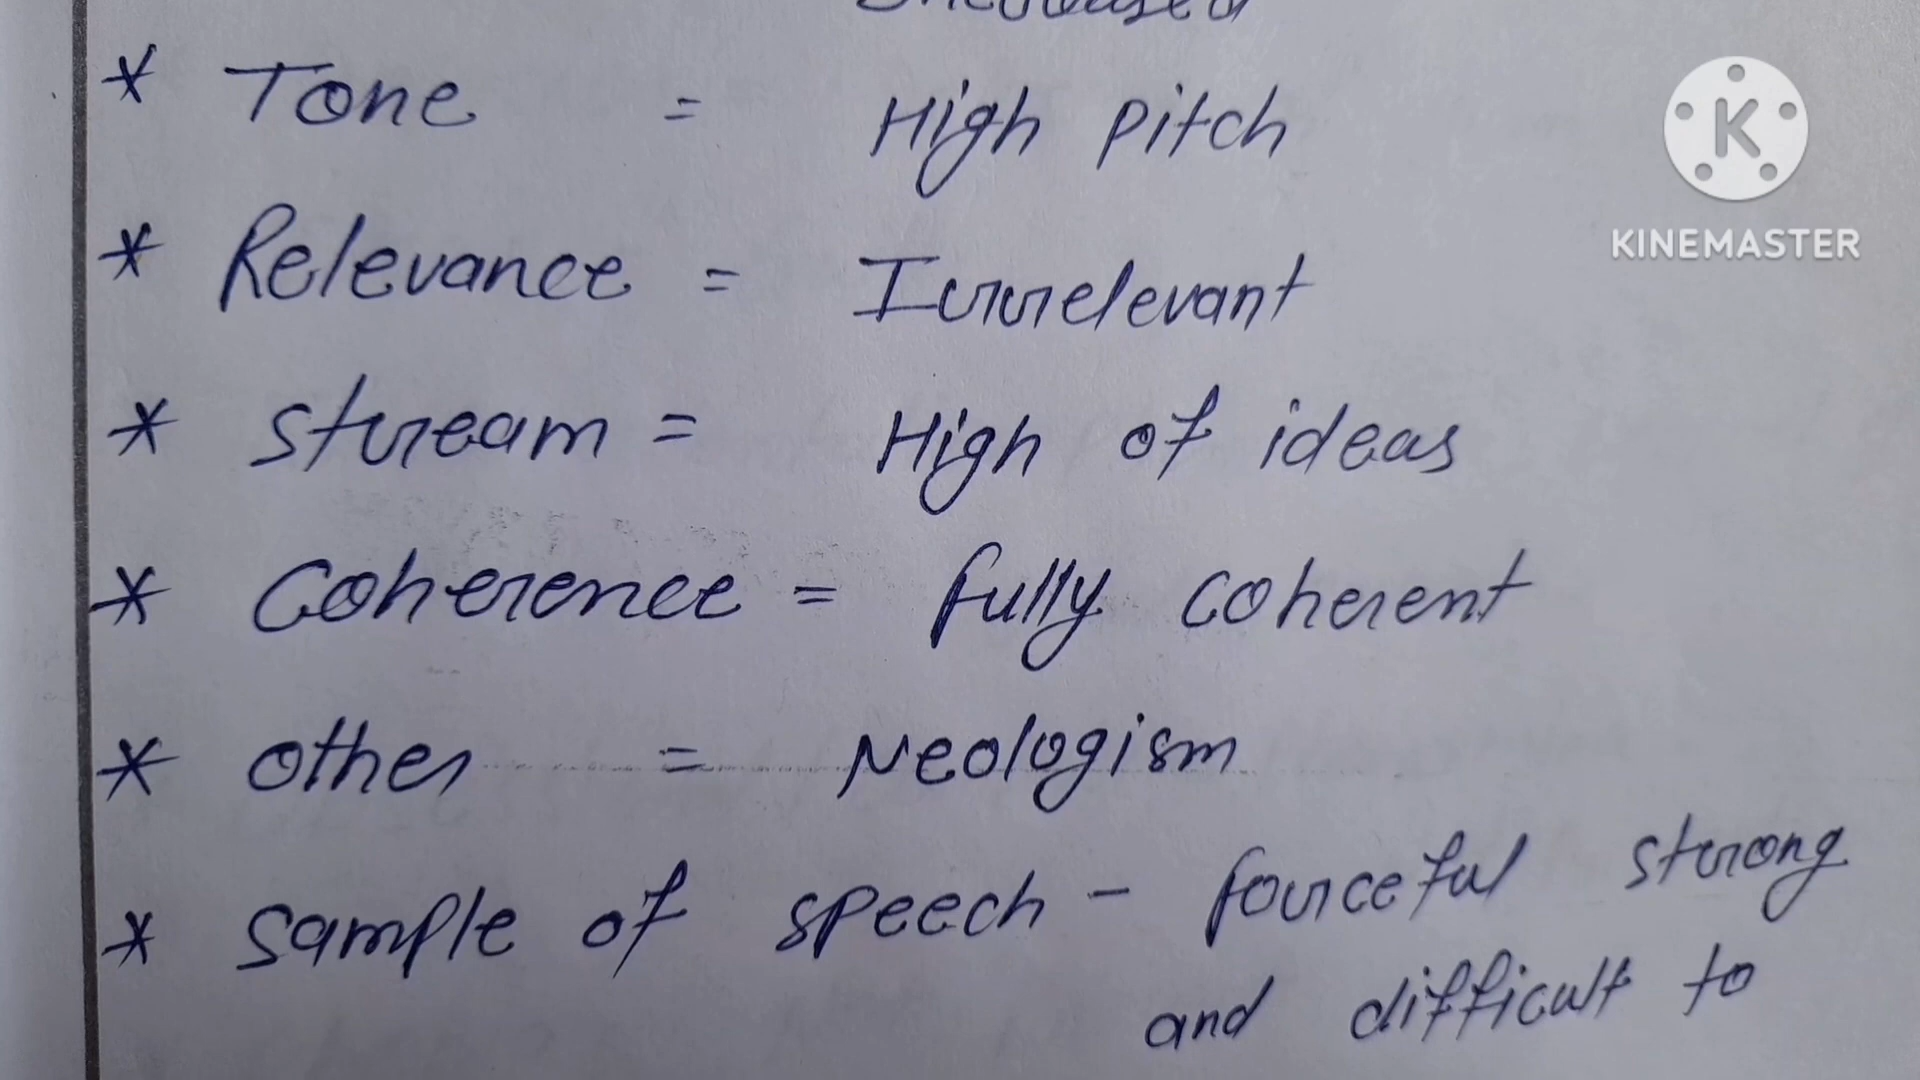 * Tone = High pitch
K
KINEMASTER
* Relevance = Irrrelevant
* Stream = High of ideas
* Coherence = fully coherent
* other = Neologism
* Sample of speech - forceful strong
and difficult to